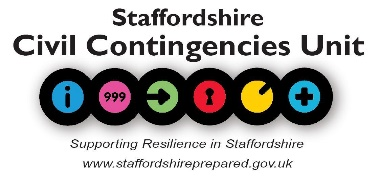 Staffordshire
Civil Contingencies Unit
i 999
Supporting Resilience in Staffordshire
www.staffordshireprepared.gov.uk